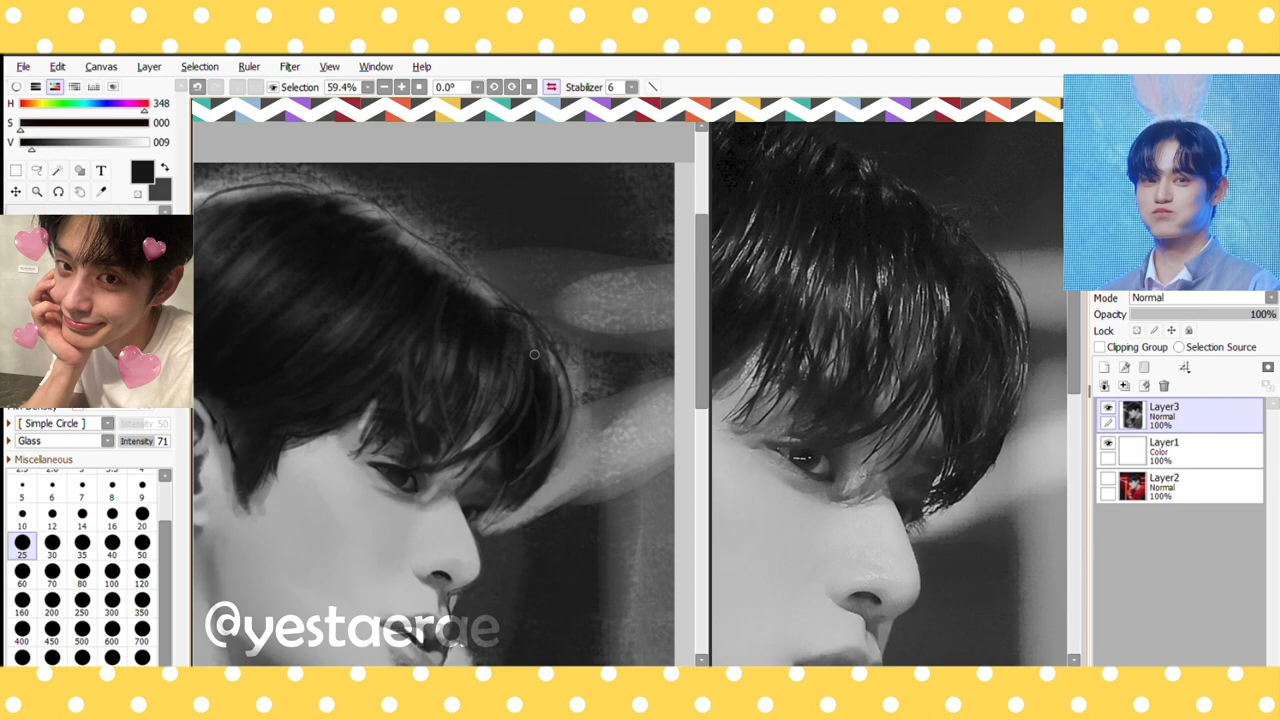 File Edit Canvas Layer Selection Ruler Filter View Window Help
Selection 59.4% 0.0° Stabilizer 6
H 348
S 000
V 009
T
Mode Normal
Opacity 100%
Lock
Clipping Group Selection Source
[ Simple Circle ] Intensity 50
Glass Intensity 71
Miscellaneous
5 6 7 8 9
10 12 14 16 20
25 30 35 40 50
60 70 80 100 120
160 200 250 300 350
400 450 500 600 700
Layer3
Normal
100%
Layer1
Color
100%
Layer2
Normal
100%
@yestaerae